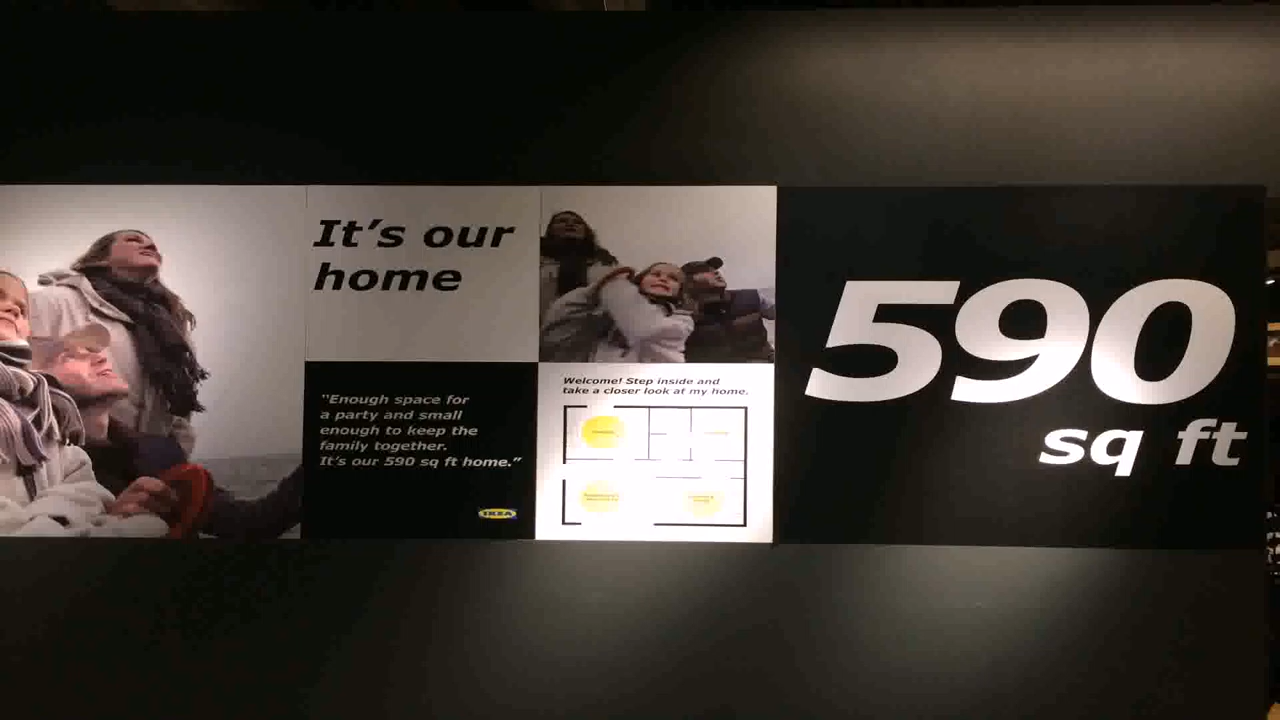 It's our
home
"Enough space for
a party and small
enough to keep the
family together.
It's our 590 sq ft home."
IKEA
Welcome! Step inside and
take a closer look at my home.
590
sq ft